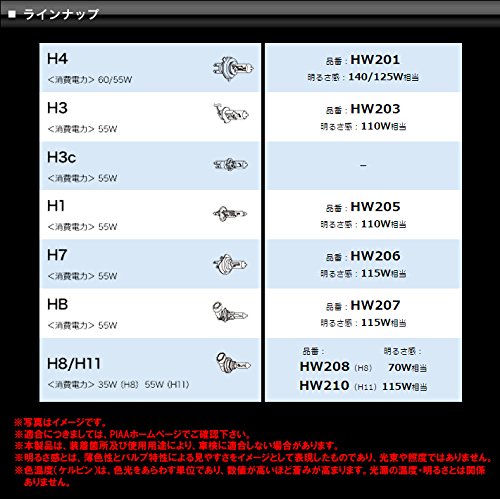 ■ ラインナップ
H4
＜消費電力＞ 60/55W
品番：HW201
明るさ感：140/125W相当
H3
＜消費電力＞ 55W
品番：HW203
明るさ感：110W相当
H3c
＜消費電力＞ 55W
--
H1
＜消費電力＞ 55W
品番：HW205
明るさ感：110W相当
H7
＜消費電力＞ 55W
品番：HW206
明るさ感：115W相当
HB
＜消費電力＞ 55W
品番：HW207
明るさ感：115W相当
H8/H11
＜消費電力＞ 35W（H8）55W（H11）
品番： 明るさ感：
HW208（H8） 70W相当
HW210（H11）115W相当
※写真はイメージです。
※適合につきましては、PIAAホームページでご確認下さい。
※本製品は、装着箇所及び使用用途により、車検に適合しない場合があります。
※明るさ感とは、薄色性とバルブ特性による見やすさをイメージとして表現したものであり、光束や照度ではありません。
※色温度（ケルビン）は、色光をあらわす単位であり、数値が高いほど蒼みが高まります。光源の温度・明るさとは関係
ありません。